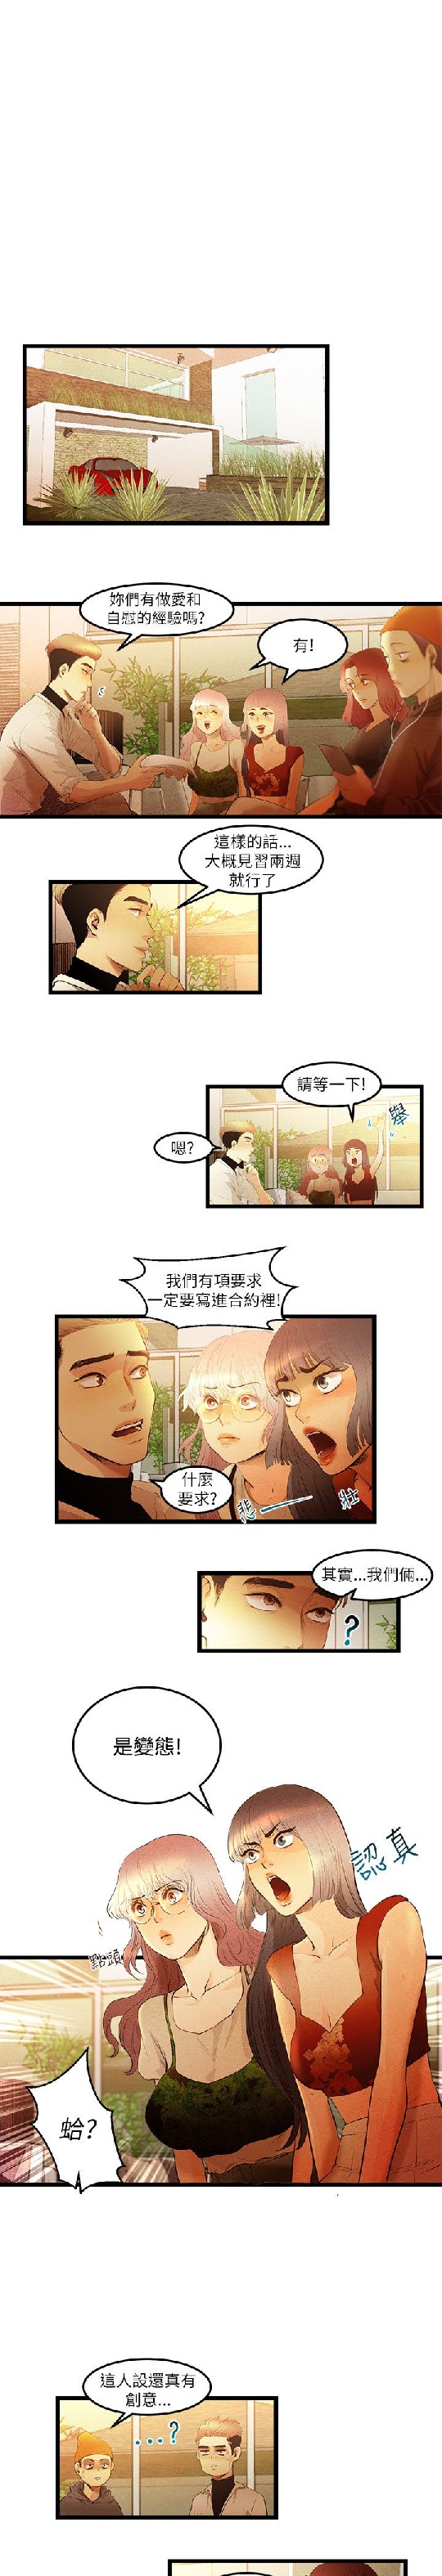 妳們有做愛和
自慰的經驗嗎?
有!
這樣的話...
大概見習兩週
就行了
請等一下!
舉
嗯?
我們有項要求
一定要寫進合約裡!
什麼
要求?
悲 壯
其實...我們倆...
?
是變態!
認真
點頭
蛤?
這人設還真有
創意...
...?